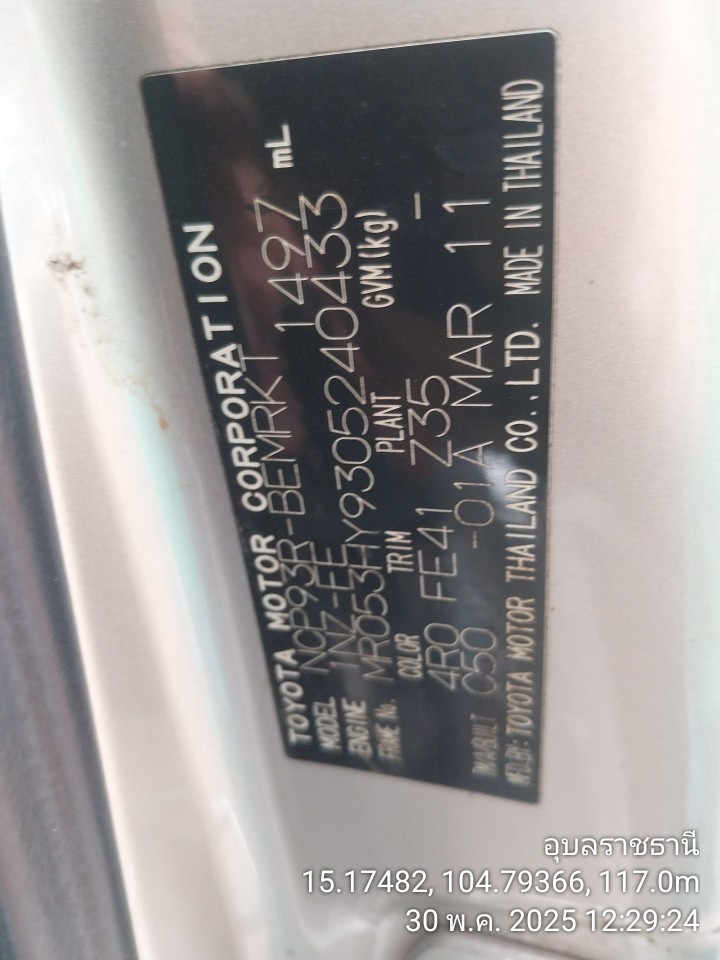 TOYOTA MOTOR CORPORATION
MODEL NCP93R-BEMRKT 1497 mL
ENGINE 1NZ-FE
FRAME No. MR053HY9305240433
COLOR TRIM PLANT GVM(kg)
4R0 FE41 Z35 -
C50 -01A MAR 11
MFD.BY: TOYOTA MOTOR THAILAND CO.,LTD. MADE IN THAILAND
อุบลราชธานี
15.17482, 104.79366, 117.0m
30 พ.ค. 2025 12:29:24